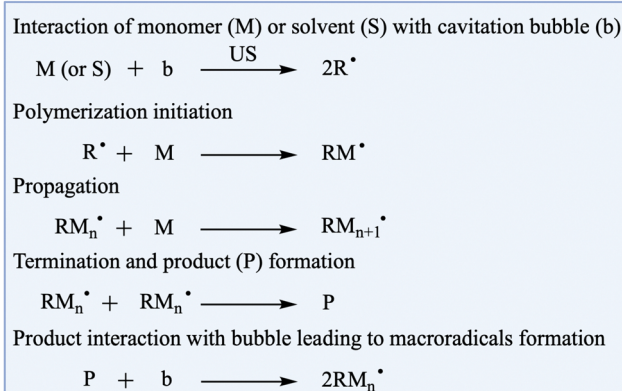 Interaction of monomer (M) or solvent (S) with cavitation bubble (b)
US
M (or S) + b ⟶ 2R•
Polymerization initiation
R• + M ⟶ RM•
Propagation
RMₙ• + M ⟶ RMₙ₊₁•
Termination and product (P) formation
RMₙ• + RMₙ• ⟶ P
Product interaction with bubble leading to macroradicals formation
P + b ⟶ 2RMₙ•